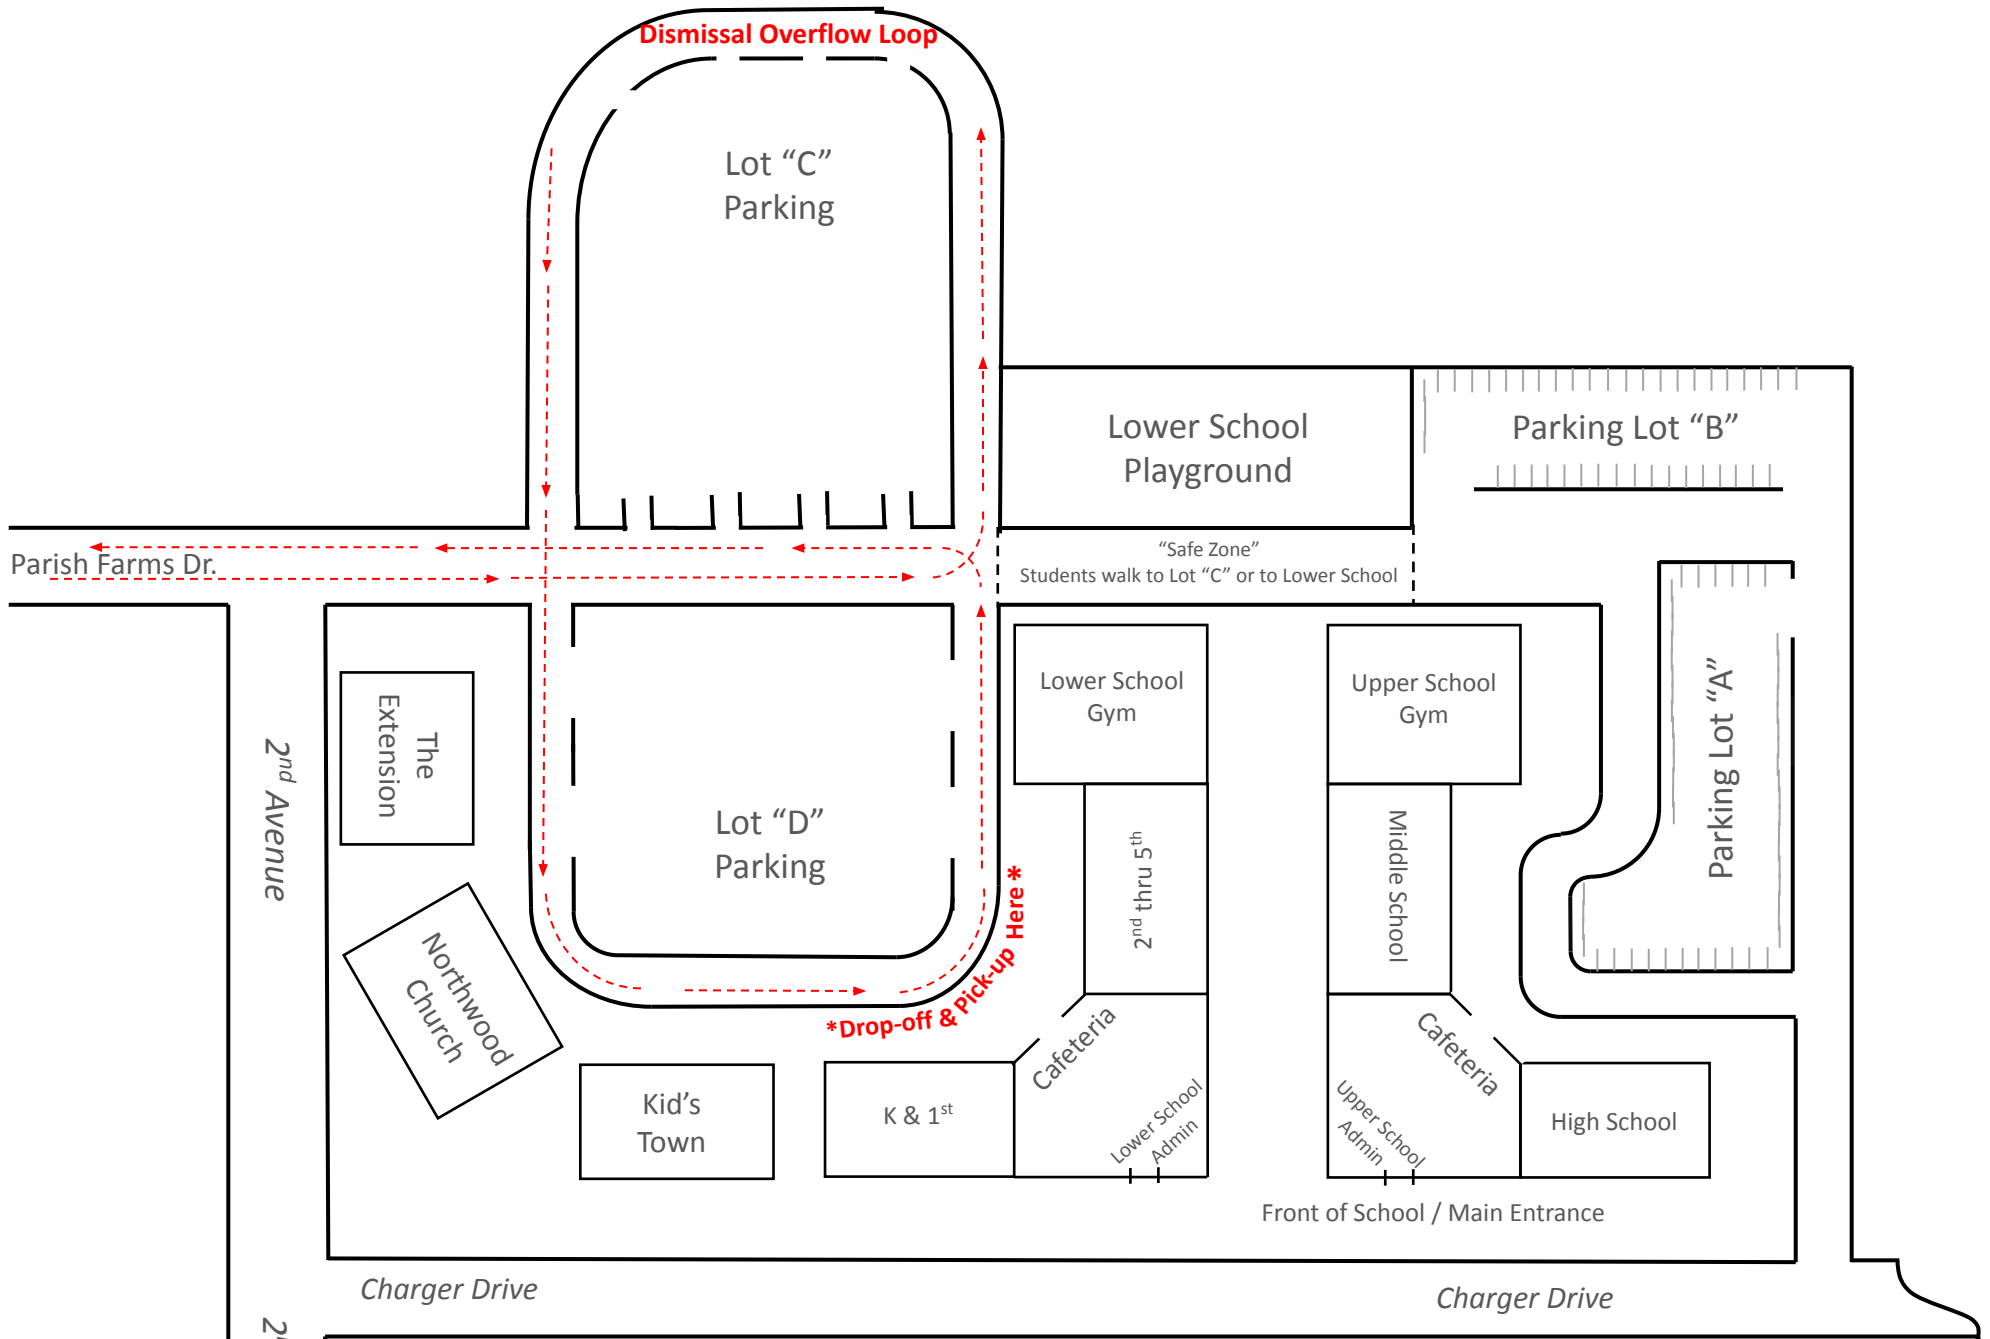 Dismissal Overflow Loop
Lot “C”
Parking
Lower School
Playground
Parking Lot “B”
Parish Farms Dr.
“Safe Zone”
Students walk to Lot “C” or to Lower School
The
Extension
2nd Avenue
Lot “D”
Parking
Lower School
Gym
Upper School
Gym
Parking Lot “A”
2nd thru 5th
Middle School
Northwood
Church
*Drop-off & Pick-up Here *
Kid’s
Town
K & 1st
Cafeteria
Lower School
Admin
Cafeteria
Upper School
Admin
High School
Front of School / Main Entrance
Charger Drive
Charger Drive